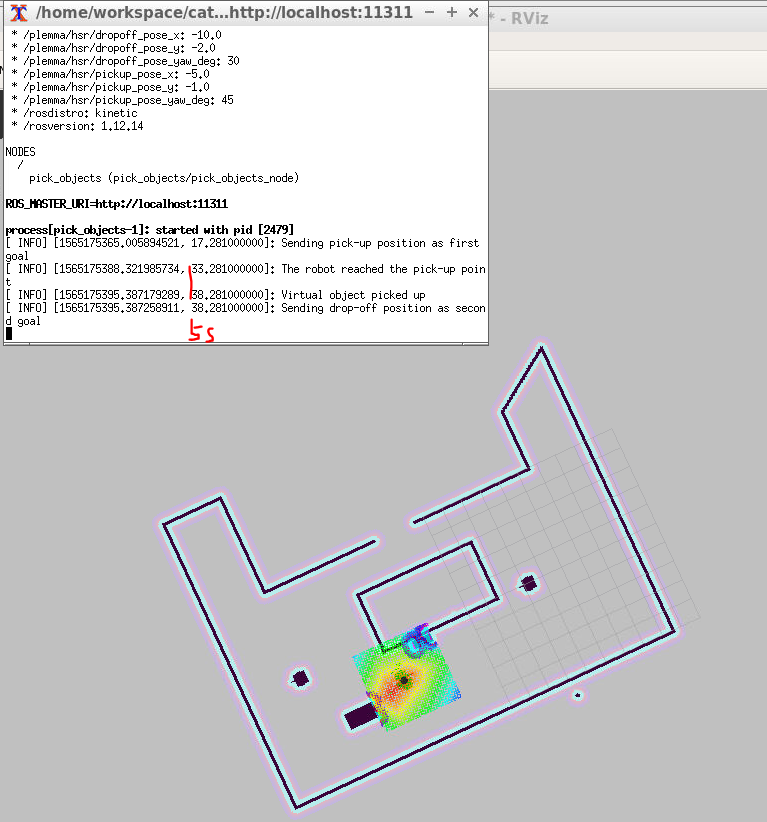 /home/workspace/cat...http://localhost:11311
* - RViz
* /plemma/hsr/dropoff_pose_x: -10.0
* /plemma/hsr/dropoff_pose_y: -2.0
* /plemma/hsr/dropoff_pose_yaw_deg: 30
* /plemma/hsr/pickup_pose_x: -5.0
* /plemma/hsr/pickup_pose_y: -1.0
* /plemma/hsr/pickup_pose_yaw_deg: 45
* /rosdistro: kinetic
* /rosversion: 1.12.14
NODES
/
pick_objects (pick_objects/pick_objects_node)
ROS_MASTER_URI=http://localhost:11311
process[pick_objects-1]: started with pid [2479]
[ INFO] [1565175365.005894521, 17.281000000]: Sending pick-up position as first
goal
[ INFO] [1565175388.321985734, 33.281000000]: The robot reached the pick-up poin
t
[ INFO] [1565175395.387179289, 38.281000000]: Virtual object picked up
[ INFO] [1565175395.387258911, 38.281000000]: Sending drop-off position as secon
d goal
5s